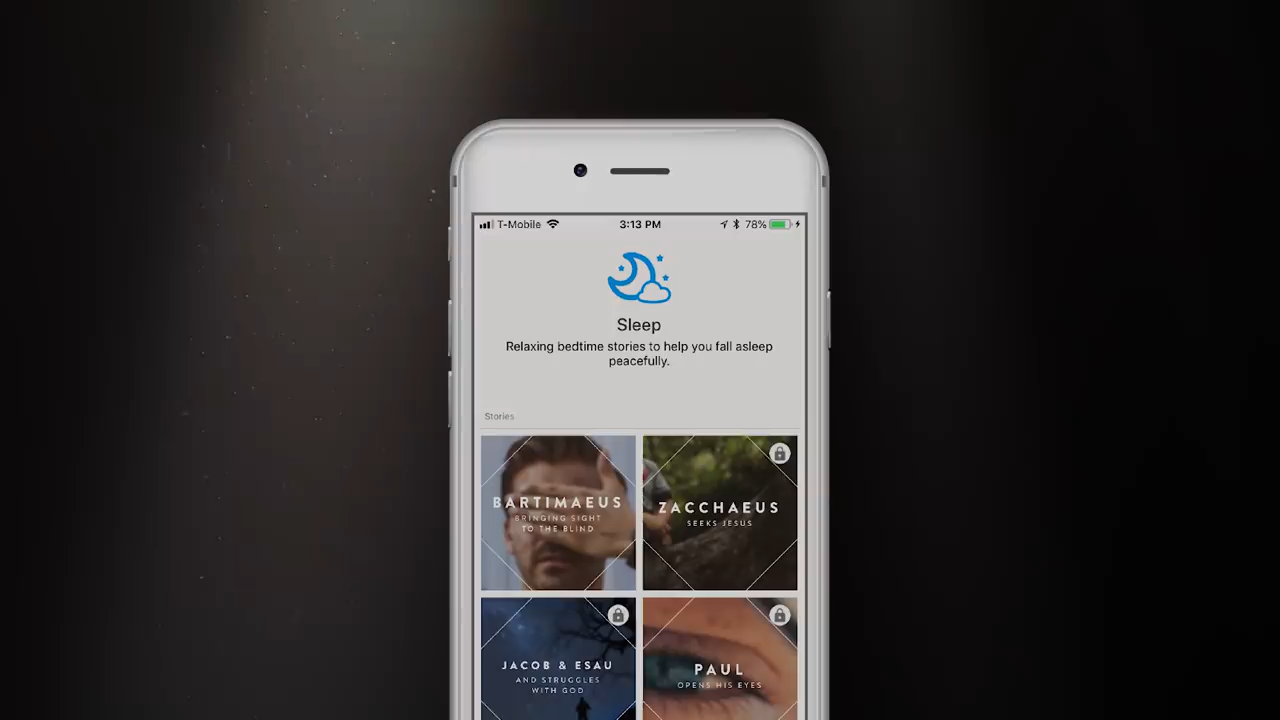 T-Mobile 3:13 PM 78%
Sleep
Relaxing bedtime stories to help you fall asleep
peacefully.
Stories
BARTIMAEUS
BRINGING SIGHT
TO THE BLIND
ZACCHAEUS
SEEKS JESUS
JACOB & ESAU
AND STRUGGLES
WITH GOD
PAUL
OPENS HIS EYES